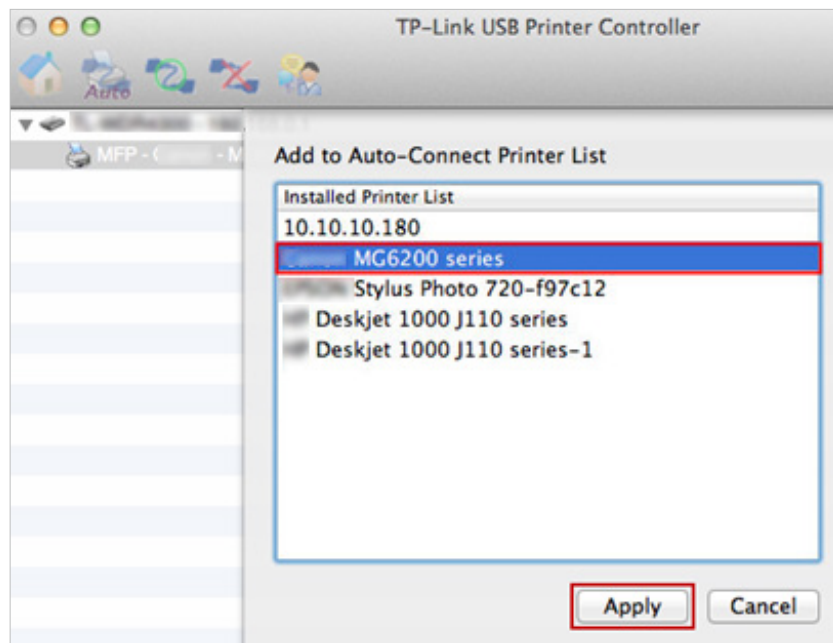 TP-Link USB Printer Controller
Auto
MFP -
Add to Auto-Connect Printer List
Installed Printer List
10.10.10.180
MG6200 series
Stylus Photo 720-f97c12
Deskjet 1000 J110 series
Deskjet 1000 J110 series-1
Apply
Cancel